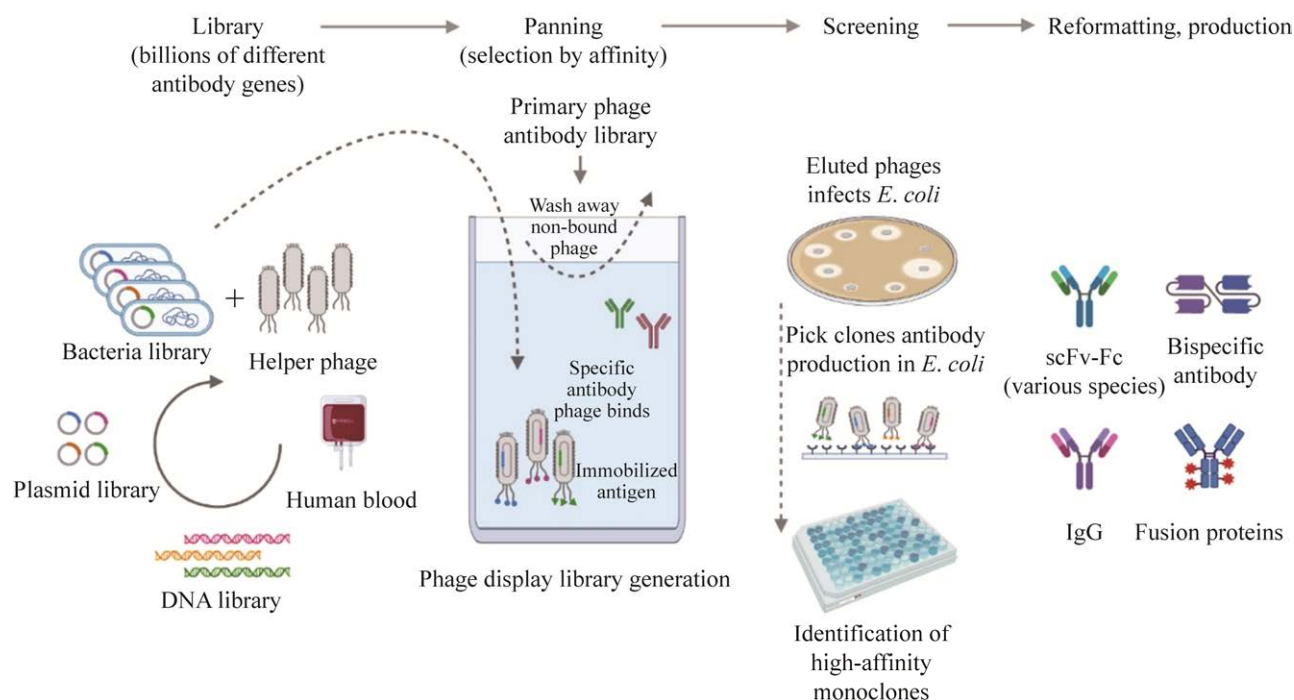 Library
(billions of different
antibody genes)
Panning
(selection by affinity)
Screening
Reformatting, production
Primary phage
antibody library
Wash away
non-bound
phage
Eluted phages
infects E. coli
Bacteria library
+
Helper phage
Specific
antibody
phage binds
Immobilized
antigen
Pick clones antibody
production in E. coli
scFv-Fc
(various species)
Bispecific
antibody
Plasmid library
Human blood
DNA library
Phage display library generation
IgG
Fusion proteins
Identification of
high-affinity
monoclones